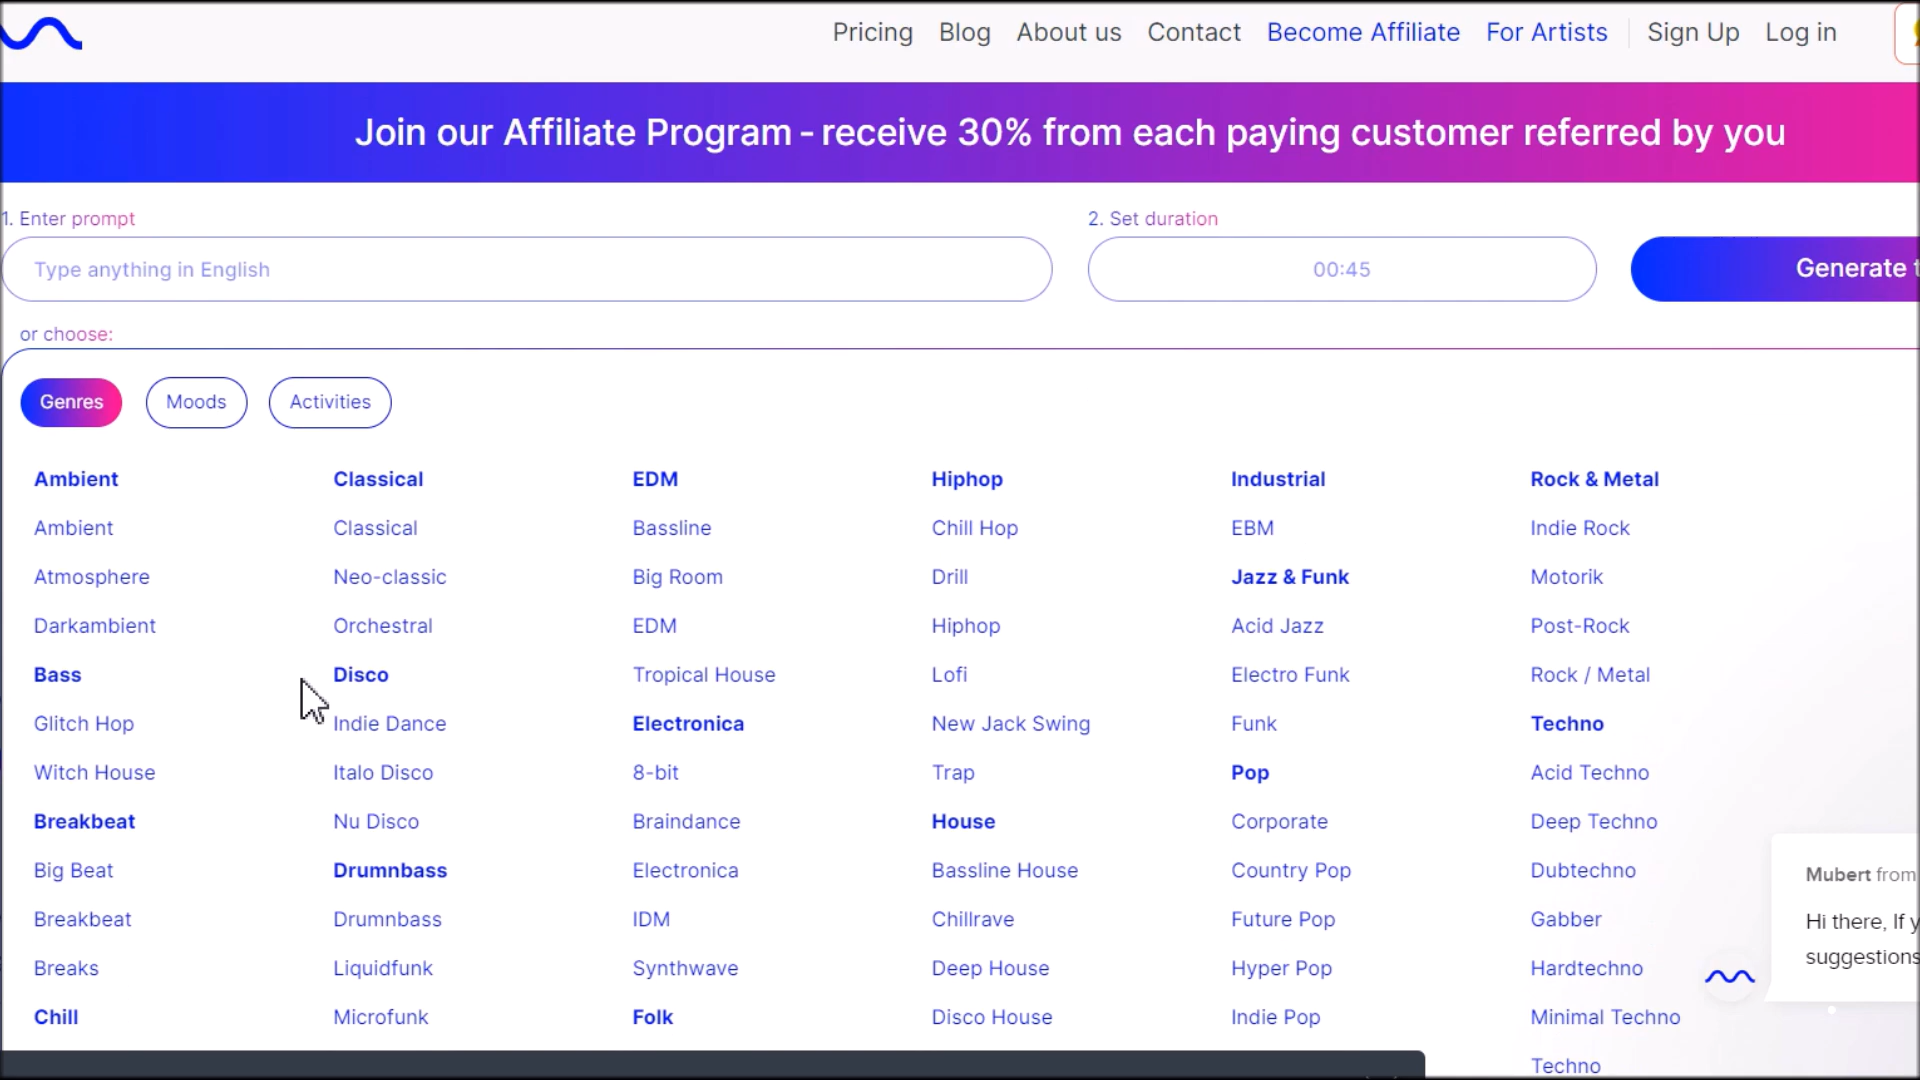 Pricing Blog About us Contact Become Affiliate For Artists Sign Up Log in
Join our Affiliate Program - receive 30% from each paying customer referred by you
1. Enter prompt
2. Set duration
Type anything in English
00:45
Generate
or choose:
Genres Moods Activities
Ambient
Ambient
Atmosphere
Darkambient
Bass
Glitch Hop
Witch House
Breakbeat
Big Beat
Breakbeat
Breaks
Chill
Classical
Classical
Neo-classic
Orchestral
Disco
Indie Dance
Italo Disco
Nu Disco
Drumnbass
Drumnbass
Liquidfunk
Microfunk
EDM
Bassline
Big Room
EDM
Tropical House
Electronica
8-bit
Braindance
Electronica
IDM
Synthwave
Folk
Hiphop
Chill Hop
Drill
Hiphop
Lofi
New Jack Swing
Trap
House
Bassline House
Chillrave
Deep House
Disco House
Industrial
EBM
Jazz & Funk
Acid Jazz
Electro Funk
Funk
Pop
Corporate
Country Pop
Future Pop
Hyper Pop
Indie Pop
Rock & Metal
Indie Rock
Motorik
Post-Rock
Rock / Metal
Techno
Acid Techno
Deep Techno
Dubtechno
Gabber
Hardtechno
Minimal Techno
Techno
Mubert from
Hi there, If
suggestions